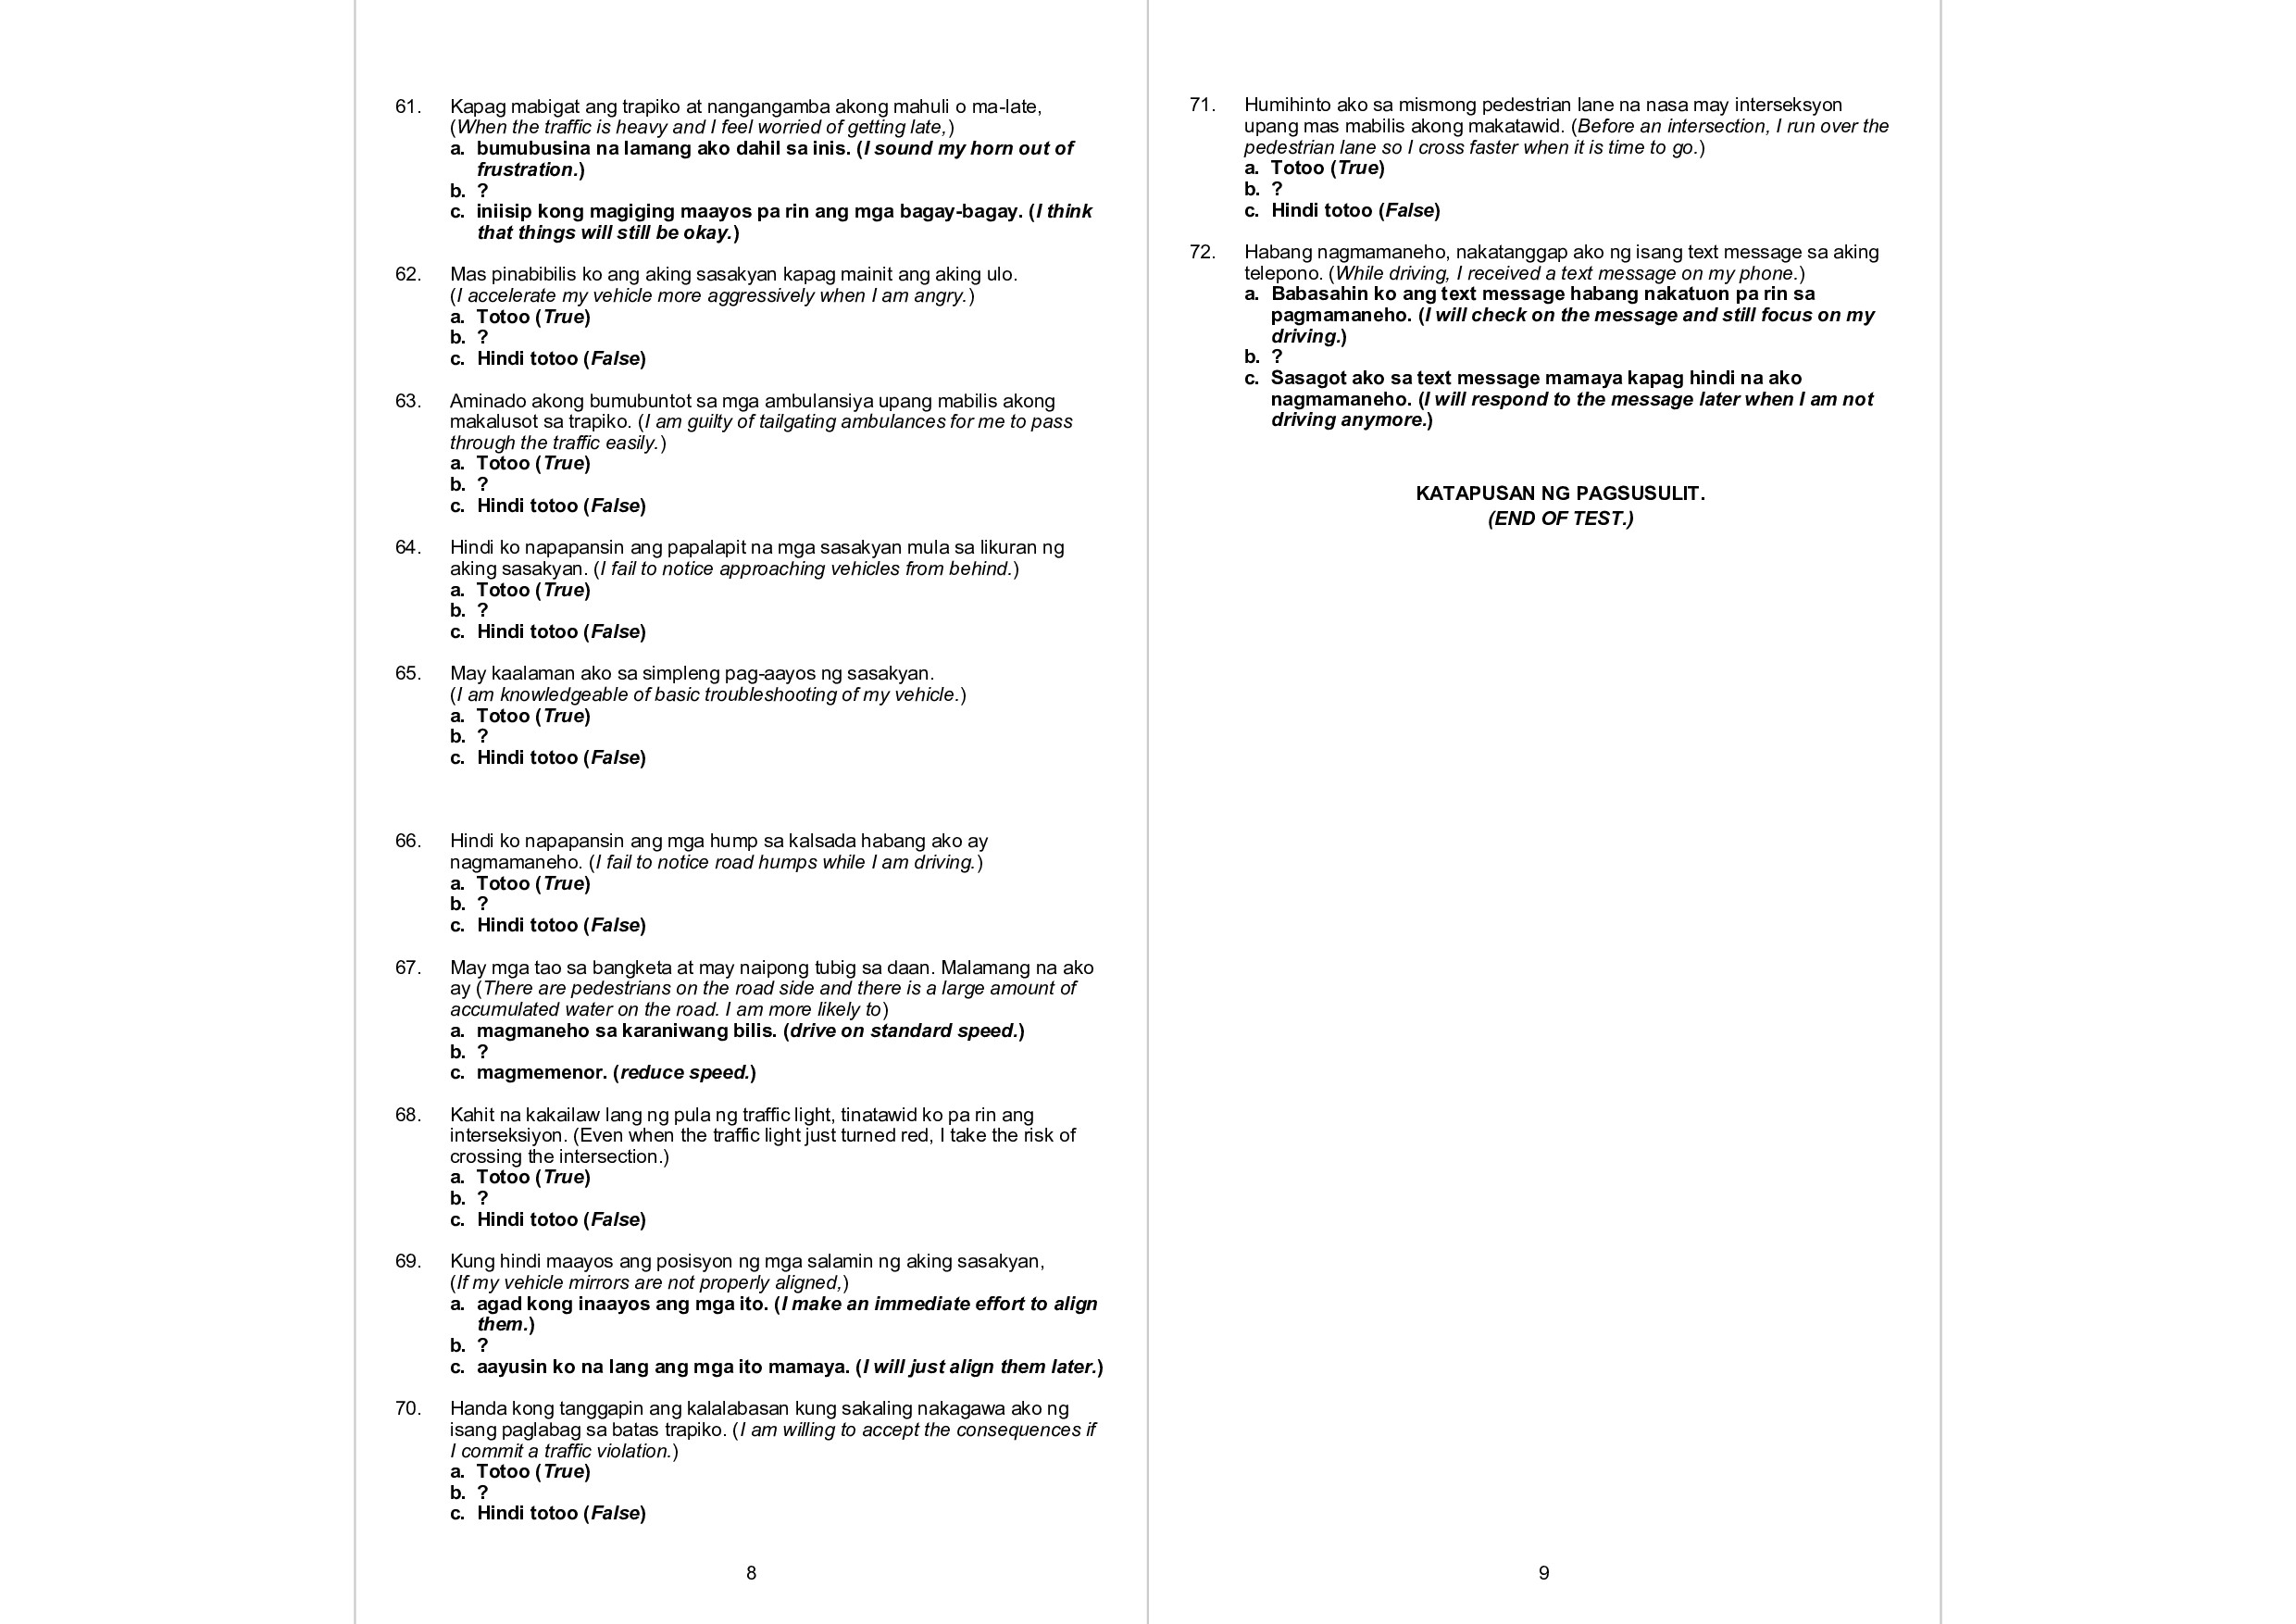 61. Kapag mabigat ang trapiko at nangangamba akong mahuli o ma-late,
(When the traffic is heavy and I feel worried of getting late,)
a. bumubusina na lamang ako dahil sa inis. (I sound my horn out of
frustration.)
b. ?
c. iniisip kong magiging maayos pa rin ang mga bagay-bagay. (I think
that things will still be okay.)
62. Mas pinabibilis ko ang aking sasakyan kapag mainit ang aking ulo.
(I accelerate my vehicle more aggressively when I am angry.)
a. Totoo (True)
b. ?
c. Hindi totoo (False)
63. Aminado akong bumubuntot sa mga ambulansiya upang mabilis akong
makalusot sa trapiko. (I am guilty of tailgating ambulances for me to pass
through the traffic easily.)
a. Totoo (True)
b. ?
c. Hindi totoo (False)
64. Hindi ko napapansin ang papalapit na mga sasakyan mula sa likuran ng
aking sasakyan. (I fail to notice approaching vehicles from behind.)
a. Totoo (True)
b. ?
c. Hindi totoo (False)
65. May kaalaman ako sa simpleng pag-aayos ng sasakyan.
(I am knowledgeable of basic troubleshooting of my vehicle.)
a. Totoo (True)
b. ?
c. Hindi totoo (False)
66. Hindi ko napapansin ang mga hump sa kalsada habang ako ay
nagmamaneho. (I fail to notice road humps while I am driving.)
a. Totoo (True)
b. ?
c. Hindi totoo (False)
67. May mga tao sa bangketa at may naipong tubig sa daan. Malamang na ako
ay (There are pedestrians on the road side and there is a large amount of
accumulated water on the road. I am more likely to)
a. magmaneho sa karaniwang bilis. (drive on standard speed.)
b. ?
c. magmemenor. (reduce speed.)
68. Kahit na kakailaw lang ng pula ng traffic light, tinatawid ko pa rin ang
interseksiyon. (Even when the traffic light just turned red, I take the risk of
crossing the intersection.)
a. Totoo (True)
b. ?
c. Hindi totoo (False)
69. Kung hindi maayos ang posisyon ng mga salamin ng aking sasakyan,
(If my vehicle mirrors are not properly aligned,)
a. agad kong inaayos ang mga ito. (I make an immediate effort to align
them.)
b. ?
c. aayusin ko na lang ang mga ito mamaya. (I will just align them later.)
70. Handa kong tanggapin ang kalalabasan kung sakaling nakagawa ako ng
isang paglabag sa batas trapiko. (I am willing to accept the consequences if
I commit a traffic violation.)
a. Totoo (True)
b. ?
c. Hindi totoo (False)
8
71. Humihinto ako sa mismong pedestrian lane na nasa may interseksyon
upang mas mabilis akong makatawid. (Before an intersection, I run over the
pedestrian lane so I cross faster when it is time to go.)
a. Totoo (True)
b. ?
c. Hindi totoo (False)
72. Habang nagmamaneho, nakatanggap ako ng isang text message sa aking
telepono. (While driving, I received a text message on my phone.)
a. Babasahin ko ang text message habang nakatuon pa rin sa
pagmamaneho. (I will check on the message and still focus on my
driving.)
b. ?
c. Sasagot ako sa text message mamaya kapag hindi na ako
nagmamaneho. (I will respond to the message later when I am not
driving anymore.)
KATAPUSAN NG PAGSUSULIT.
(END OF TEST.)
9